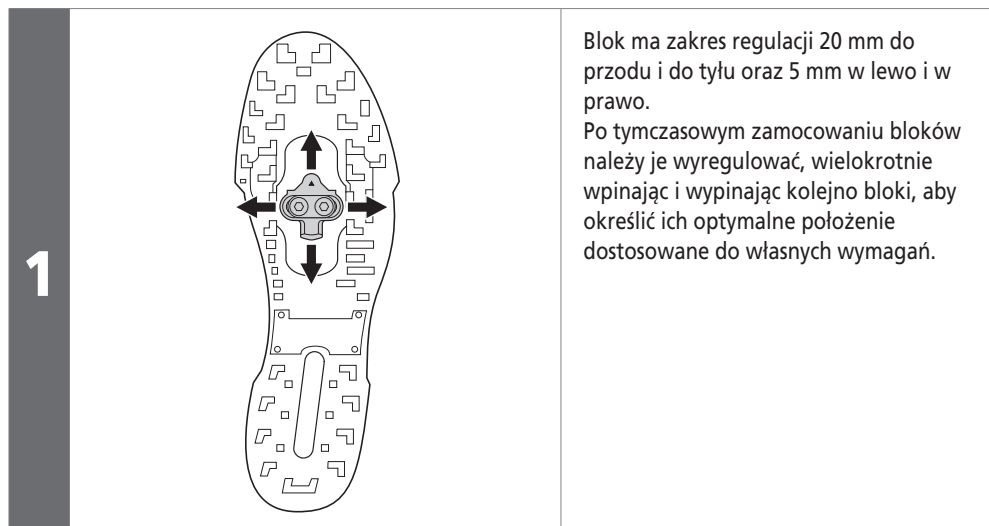 1
Blok ma zakres regulacji 20 mm do
przodu i do tyłu oraz 5 mm w lewo i w
prawo.
Po tymczasowym zamocowaniu bloków
należy je wyregulować, wielokrotnie
wpinając i wypinając kolejno bloki, aby
określić ich optymalne położenie
dostosowane do własnych wymagań.